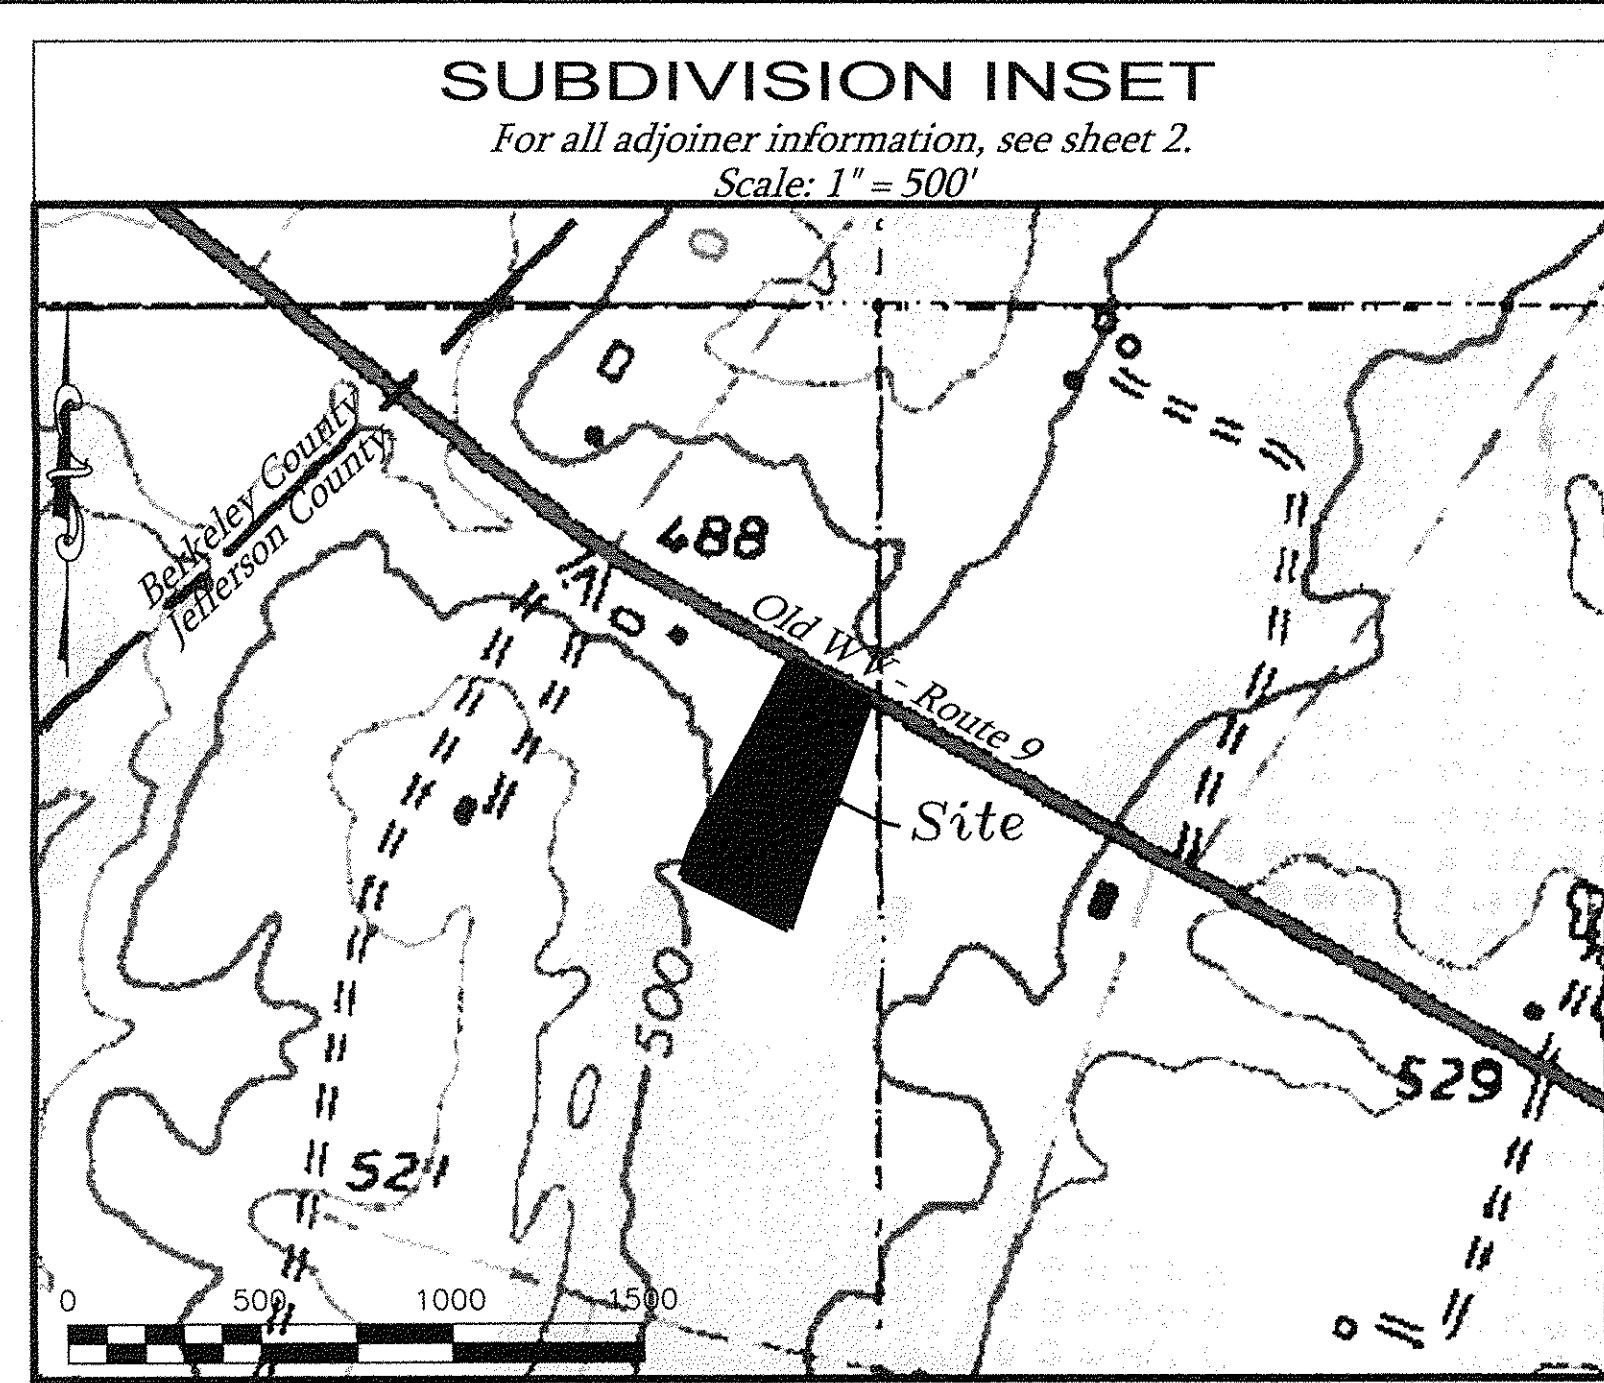 SUBDIVISION INSET
For all adjoiner information, see sheet 2.
Scale: 1" = 500'
Berkeley County
Jefferson County
488
Old WV - Route 9
Site
500
529
521
0 500 1000 1500